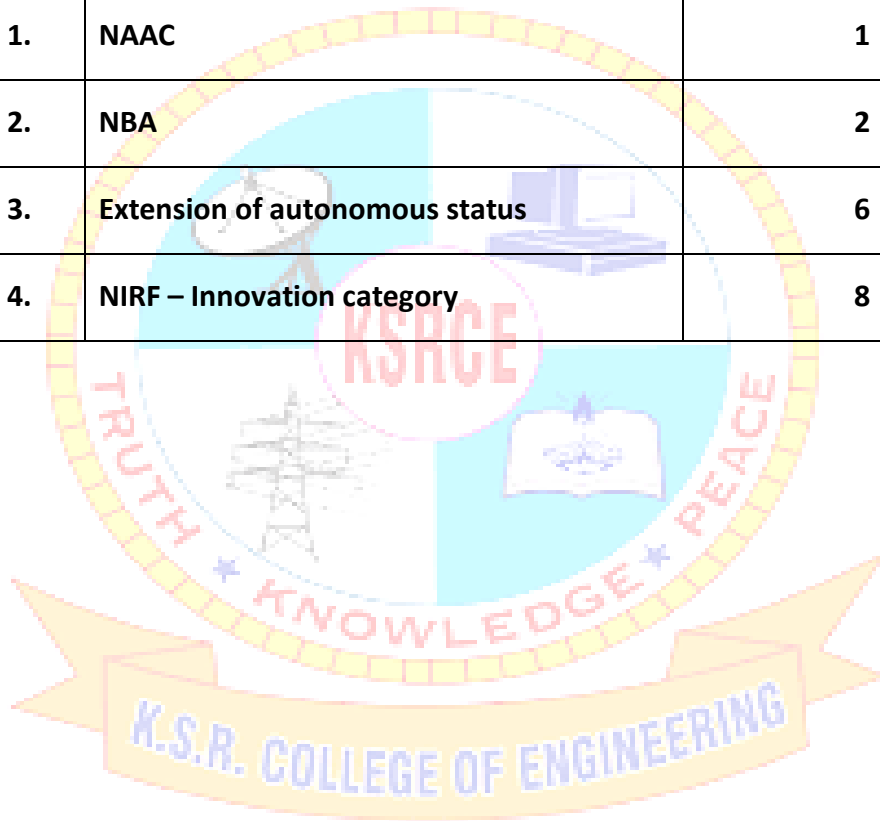 1. NAAC 1
2. NBA 2
3. Extension of autonomous status 6
4. NIRF – Innovation category 8
KSRCE
TRUTH * KNOWLEDGE * PEACE
K.S.R. COLLEGE OF ENGINEERING